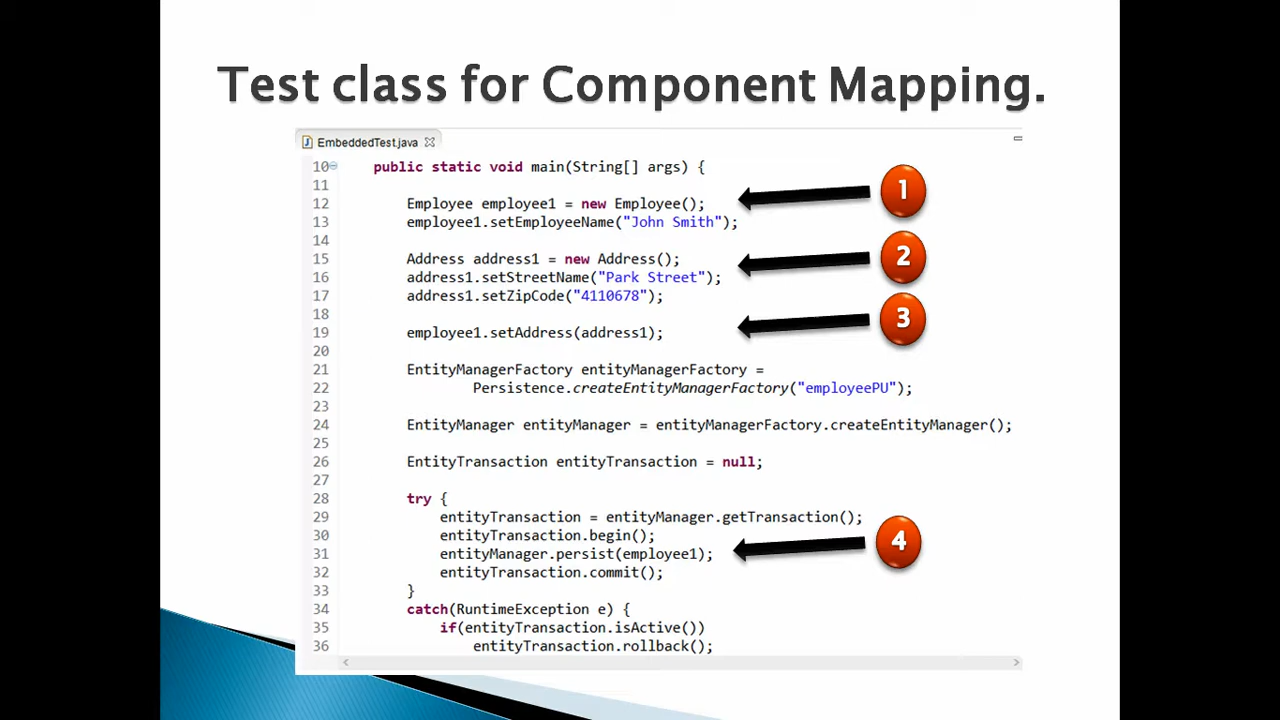 Test class for Component Mapping.
EmbeddedTest.java
10 public static void main(String[] args) {
11
12 Employee employee1 = new Employee();
13 employee1.setEmployeeName("John Smith");
14
15 Address address1 = new Address();
16 address1.setStreetName("Park Street");
17 address1.setZipCode("4110678");
18
19 employee1.setAddress(address1);
20
21 EntityManagerFactory entityManagerFactory =
22 Persistence.createEntityManagerFactory("employeePU");
23
24 EntityManager entityManager = entityManagerFactory.createEntityManager();
25
26 EntityTransaction entityTransaction = null;
27
28 try {
29 entityTransaction = entityManager.getTransaction();
30 entityTransaction.begin();
31 entityManager.persist(employee1);
32 entityTransaction.commit();
33 }
34 catch(RuntimeException e) {
35 if(entityTransaction.isActive())
36 entityTransaction.rollback();
1
2
3
4